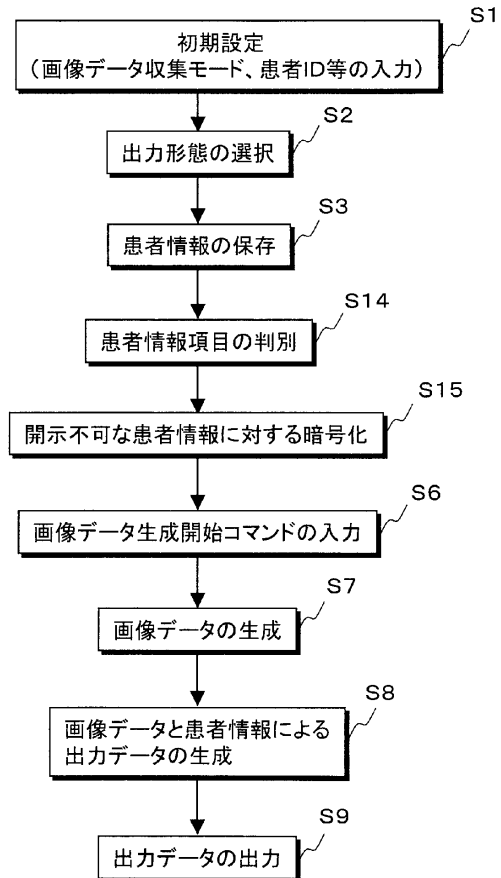 S1
初期設定
(画像データ収集モード、患者ID等の入力)
S2
出力形態の選択
S3
患者情報の保存
S14
患者情報項目の判別
S15
開示不可な患者情報に対する暗号化
S6
画像データ生成開始コマンドの入力
S7
画像データの生成
S8
画像データと患者情報による
出力データの生成
S9
出力データの出力